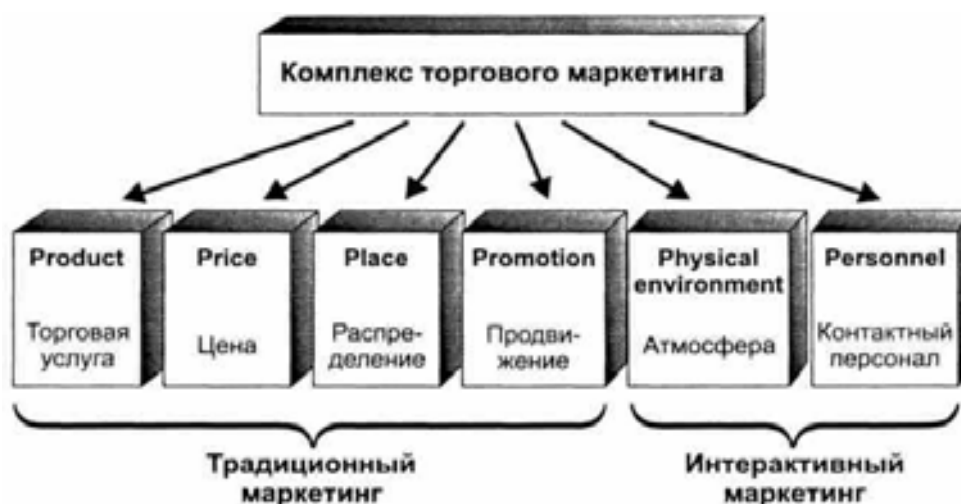 Комплекс торгового маркетинга
Product
Торговая
услуга
Price
Цена
Place
Распре-
деление
Promotion
Продви-
жение
Physical
environment
Атмосфера
Personnel
Контактный
персонал
Традиционный
маркетинг
Интерактивный
маркетинг